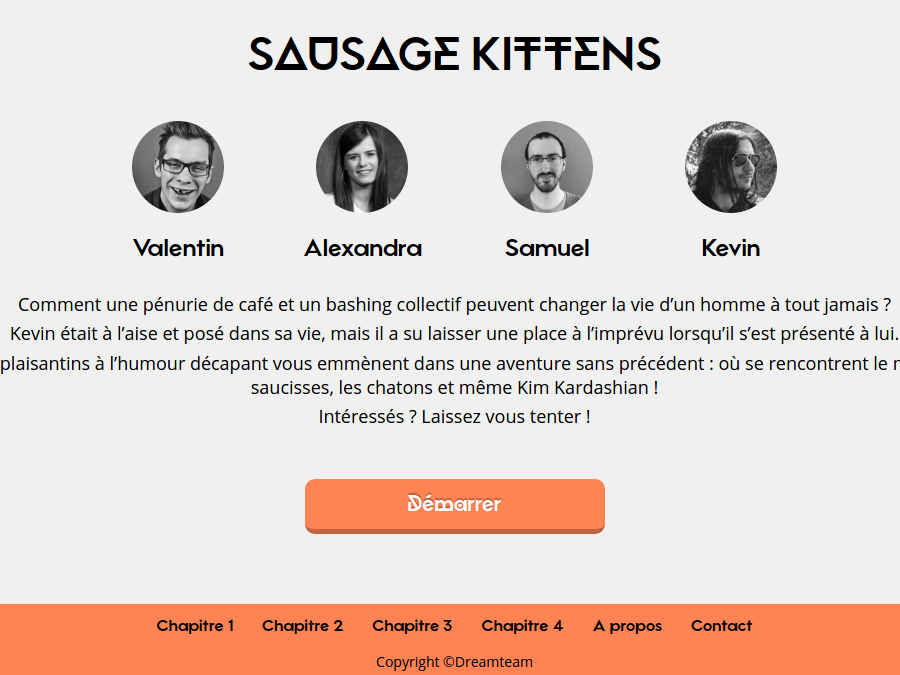 SAUSAGE KITTENS
Valentin
Alexandra
Samuel
Kevin
Comment une pénurie de café et un bashing collectif peuvent changer la vie d’un homme à tout jamais ?
Kevin était à l’aise et posé dans sa vie, mais il a su laisser une place à l’imprévu lorsqu’il s’est présenté à lui.
plaisantins à l’humour décapant vous emmènent dans une aventure sans précédent : où se rencontrent le
saucisses, les chatons et même Kim Kardashian !
Intéressés ? Laissez vous tenter !
Démarrer
Chapitre 1
Chapitre 2
Chapitre 3
Chapitre 4
A propos
Contact
Copyright ©Dreamteam